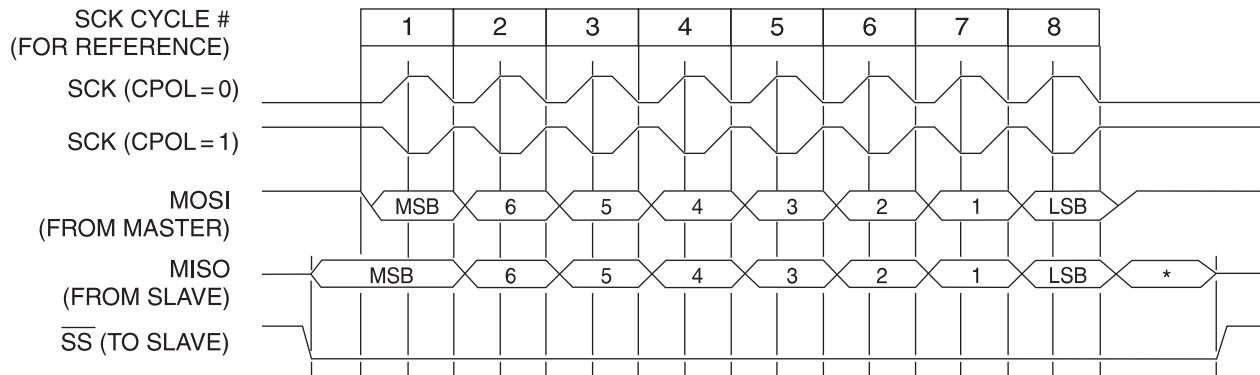 SCK CYCLE #
(FOR REFERENCE)
1 2 3 4 5 6 7 8
SCK (CPOL = 0)
SCK (CPOL = 1)
MOSI
(FROM MASTER)
MSB 6 5 4 3 2 1 LSB
MISO
(FROM SLAVE)
MSB 6 5 4 3 2 1 LSB *
SS (TO SLAVE)